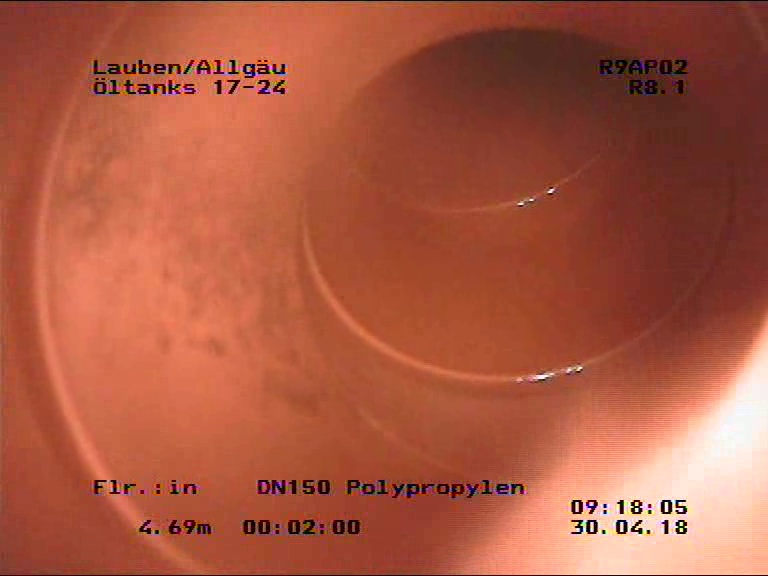 Lauben/Allgäu
R9AP02
Öltanks 17-24
R8.1
Flr.:in DN150 Polypropylen
09:18:05
4.69m 00:02:00
30.04.18